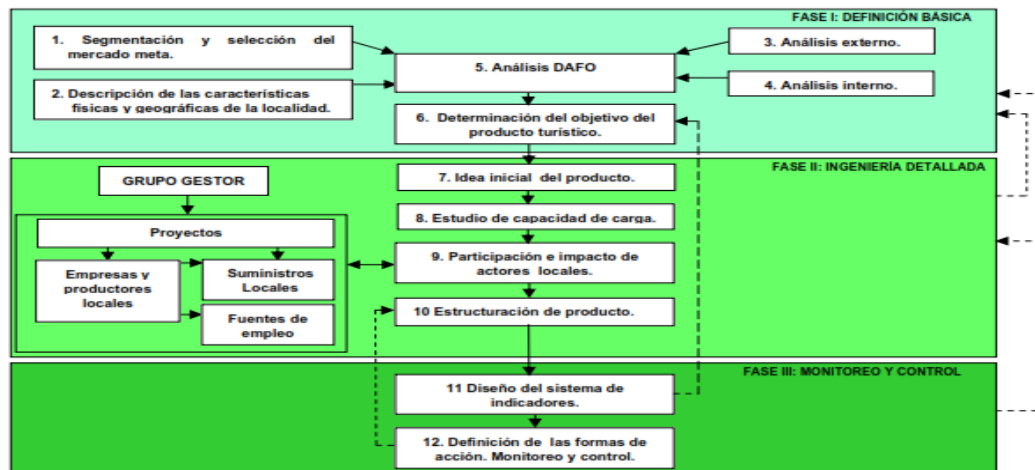 FASE I: DEFINICIÓN BÁSICA
1. Segmentación y selección del
mercado meta.
3. Análisis externo.
5. Análisis DAFO
2. Descripción de las características
físicas y geográficas de la localidad.
4. Análisis interno.
6. Determinación del objetivo del
producto turístico.
FASE II: INGENIERÍA DETALLADA
GRUPO GESTOR
7. Idea inicial del producto.
8. Estudio de capacidad de carga.
Proyectos
9. Participación e impacto de
actores locales.
Empresas y
productores
locales
Suministros
Locales
Fuentes de
empleo
10 Estructuración de producto.
FASE III: MONITOREO Y CONTROL
11 Diseño del sistema de
indicadores.
12. Definición de las formas de
acción. Monitoreo y control.